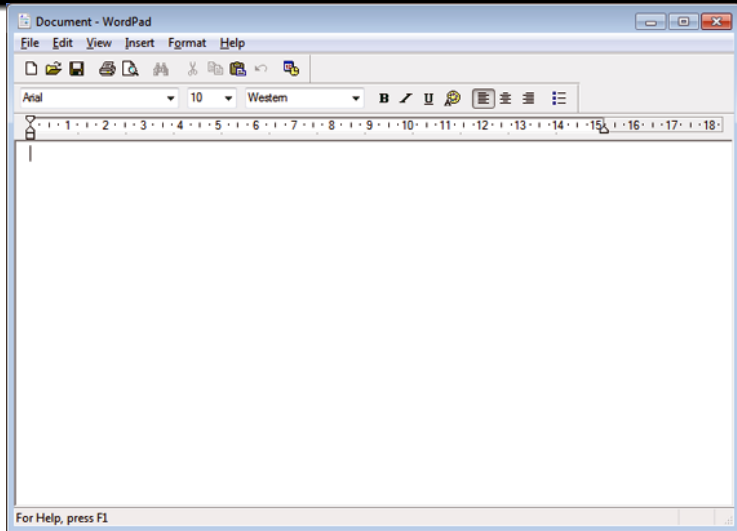 Document - WordPad
File Edit View Insert Format Help
Arial 10 Western B I U
1 2 3 4 5 6 7 8 9 10 11 12 13 14 15 16 17 18
For Help, press F1